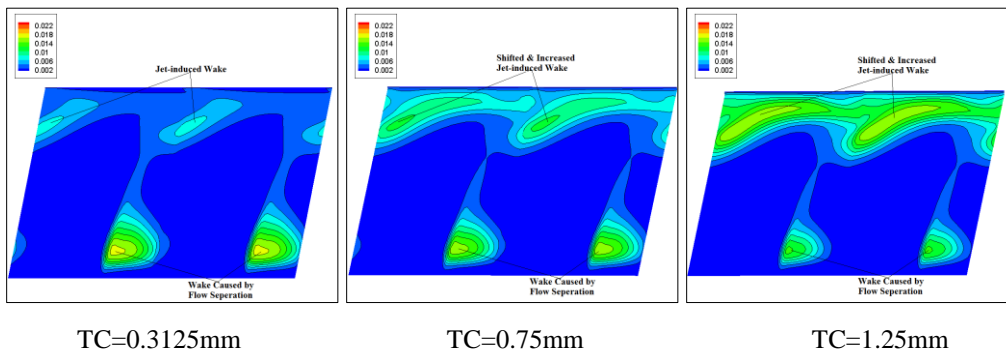 0.022
0.018
0.014
0.01
0.006
0.002
Jet-induced Wake
Wake Caused by
Flow Seperation
0.022
0.018
0.014
0.01
0.006
0.002
Shifted & Increased
Jet-induced Wake
Wake Caused by
Flow Seperation
0.022
0.018
0.014
0.01
0.006
0.002
Shifted & Increased
Jet-induced Wake
Wake Caused by
Flow Seperation
TC=0.3125mm TC=0.75mm TC=1.25mm